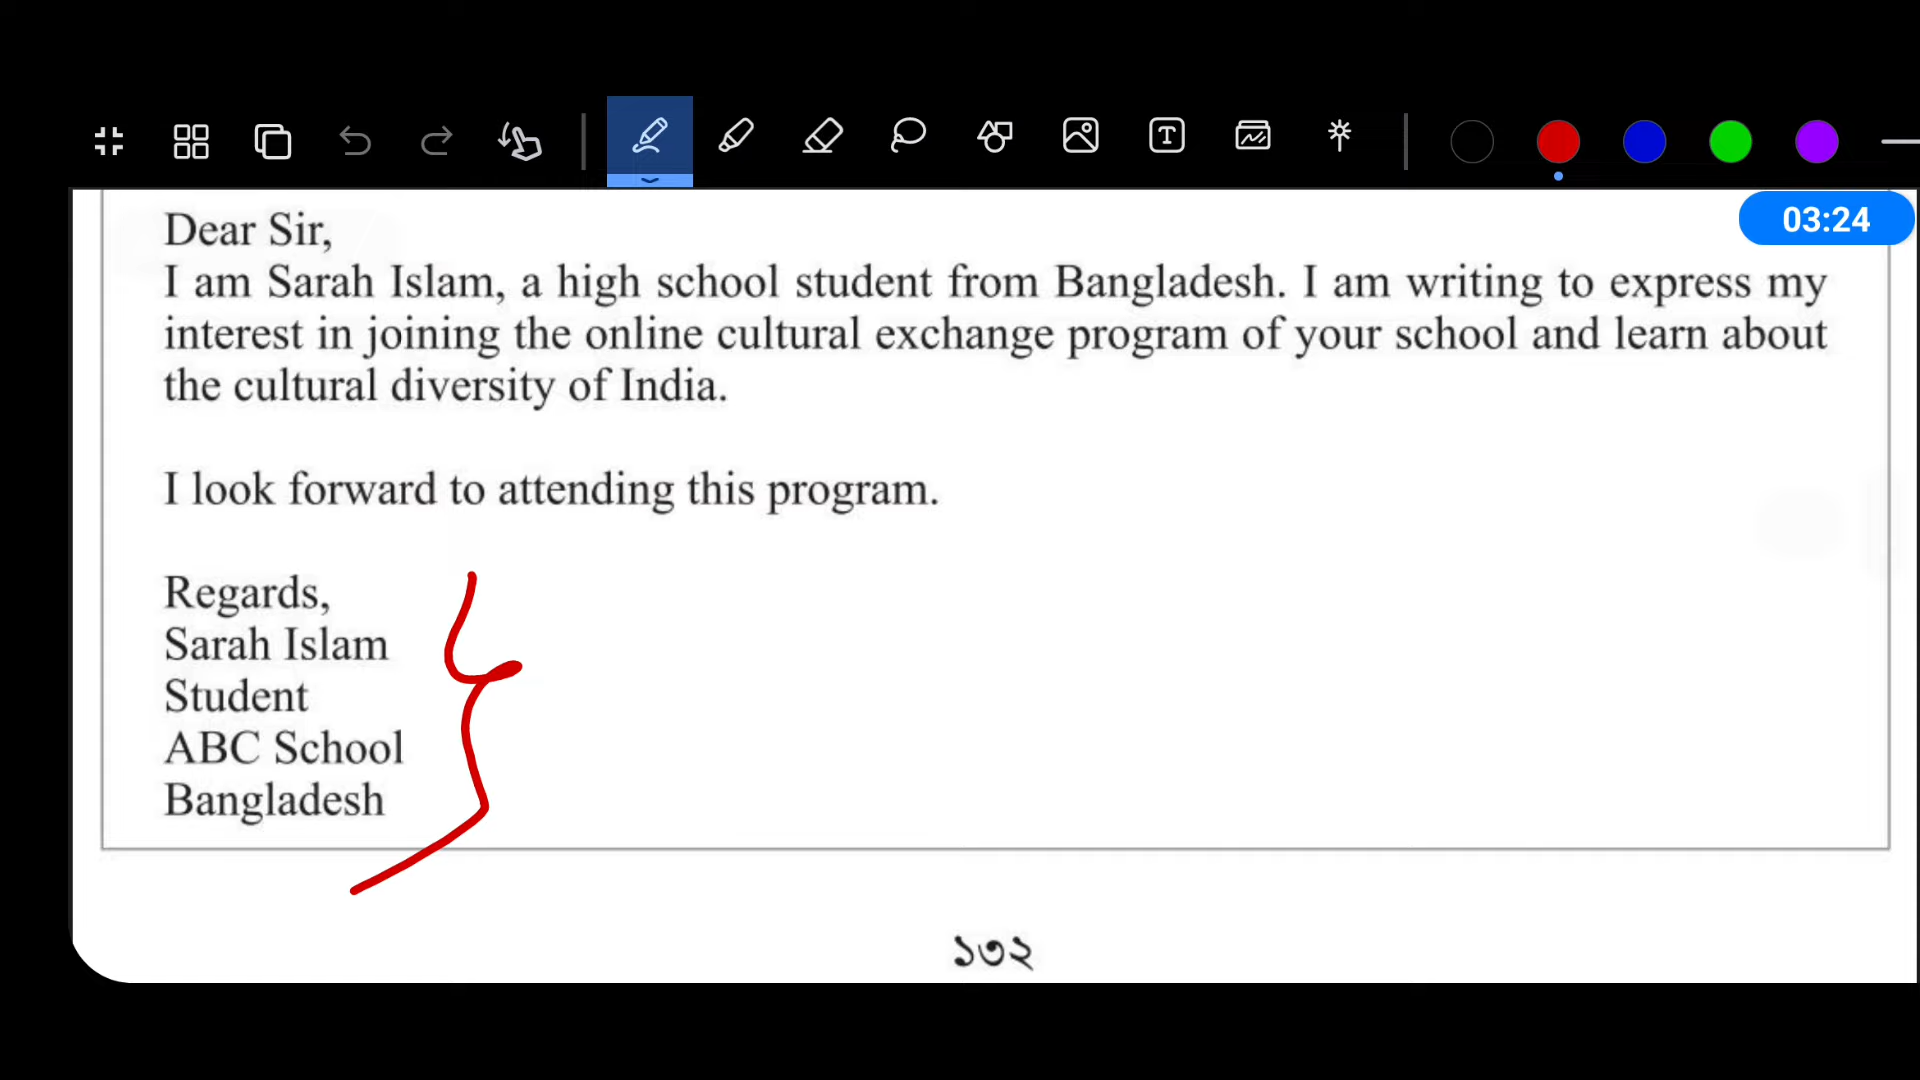 03:24
Dear Sir,
I am Sarah Islam, a high school student from Bangladesh. I am writing to express my
interest in joining the online cultural exchange program of your school and learn about
the cultural diversity of India.
I look forward to attending this program.
Regards,
Sarah Islam
Student
ABC School
Bangladesh
১৩২